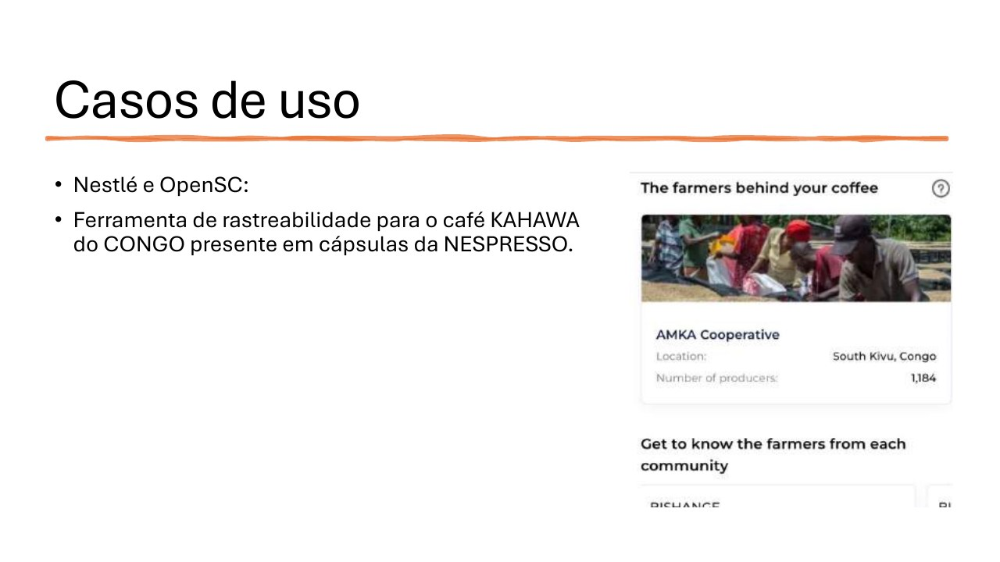 Casos de uso
• Nestlé e OpenSC:
• Ferramenta de rastreabilidade para o café KAHAWA
do CONGO presente em cápsulas da NESPRESSO.
The farmers behind your coffee
?
AMKA Cooperative
Location: South Kivu, Congo
Number of producers: 1,184
Get to know the farmers from each
community
BISHANGE